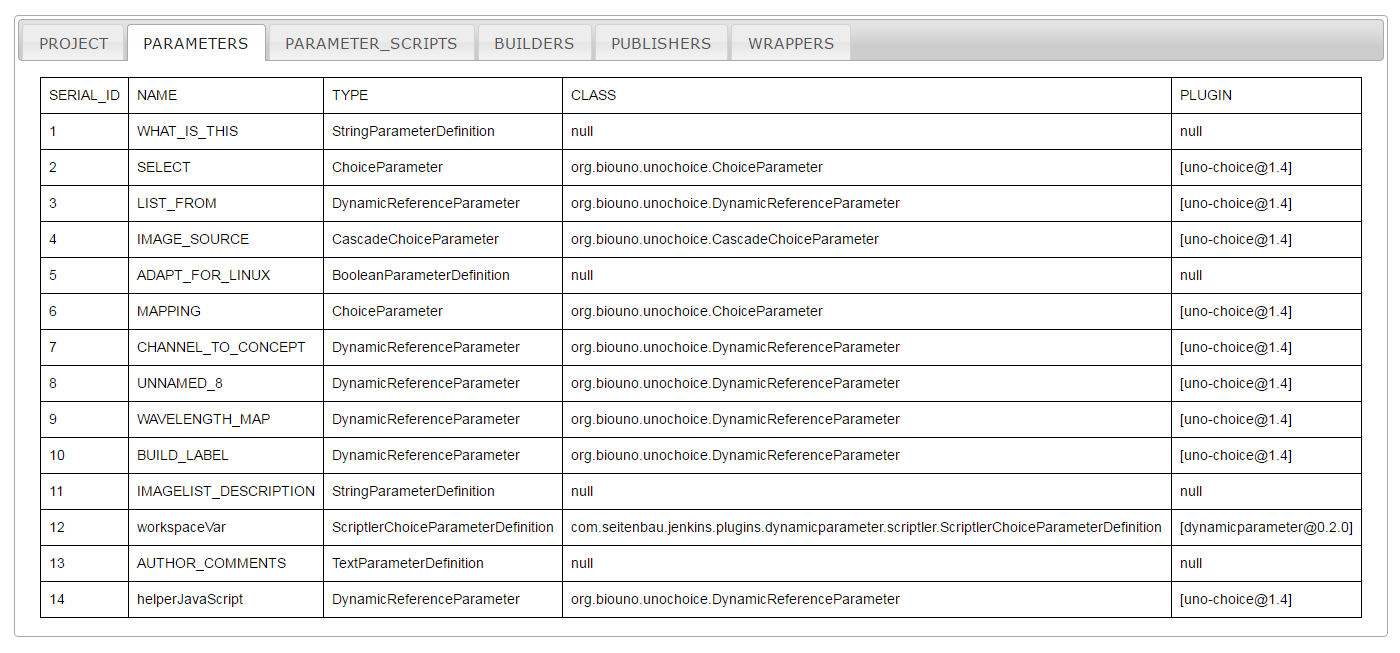 PROJECT PARAMETERS PARAMETER_SCRIPTS BUILDERS PUBLISHERS WRAPPERS
SERIAL_ID NAME TYPE CLASS PLUGIN
1 WHAT_IS_THIS StringParameterDefinition null null
2 SELECT ChoiceParameter org.biouno.unochoice.ChoiceParameter [uno-choice@1.4]
3 LIST_FROM DynamicReferenceParameter org.biouno.unochoice.DynamicReferenceParameter [uno-choice@1.4]
4 IMAGE_SOURCE CascadeChoiceParameter org.biouno.unochoice.CascadeChoiceParameter [uno-choice@1.4]
5 ADAPT_FOR_LINUX BooleanParameterDefinition null null
6 MAPPING ChoiceParameter org.biouno.unochoice.ChoiceParameter [uno-choice@1.4]
7 CHANNEL_TO_CONCEPT DynamicReferenceParameter org.biouno.unochoice.DynamicReferenceParameter [uno-choice@1.4]
8 UNNAMED_8 DynamicReferenceParameter org.biouno.unochoice.DynamicReferenceParameter [uno-choice@1.4]
9 WAVELENGTH_MAP DynamicReferenceParameter org.biouno.unochoice.DynamicReferenceParameter [uno-choice@1.4]
10 BUILD_LABEL DynamicReferenceParameter org.biouno.unochoice.DynamicReferenceParameter [uno-choice@1.4]
11 IMAGELIST_DESCRIPTION StringParameterDefinition null null
12 workspaceVar ScriptlerChoiceParameterDefinition com.seitenbau.jenkins.plugins.dynamicparameter.scriptler.ScriptlerChoiceParameterDefinition [dynamicparameter@0.2.0]
13 AUTHOR_COMMENTS TextParameterDefinition null null
14 helperJavaScript DynamicReferenceParameter org.biouno.unochoice.DynamicReferenceParameter [uno-choice@1.4]